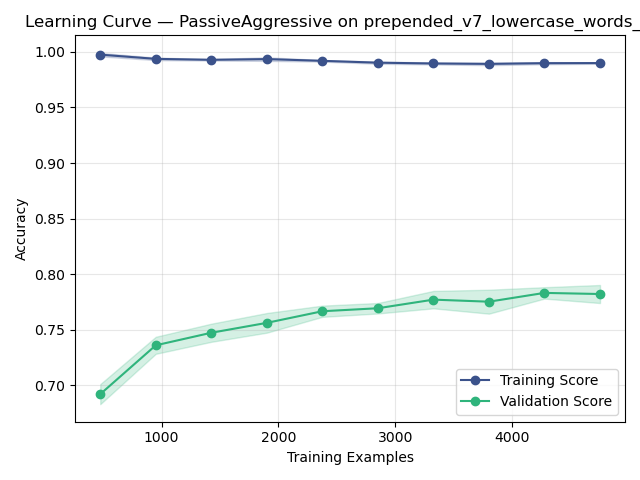 Learning Curve — PassiveAggressive on prepended_v7_lowercase_words_
1.00
0.95
0.90
0.85
0.80
0.75
0.70
Accuracy
Training Score
Validation Score
1000 2000 3000 4000
Training Examples